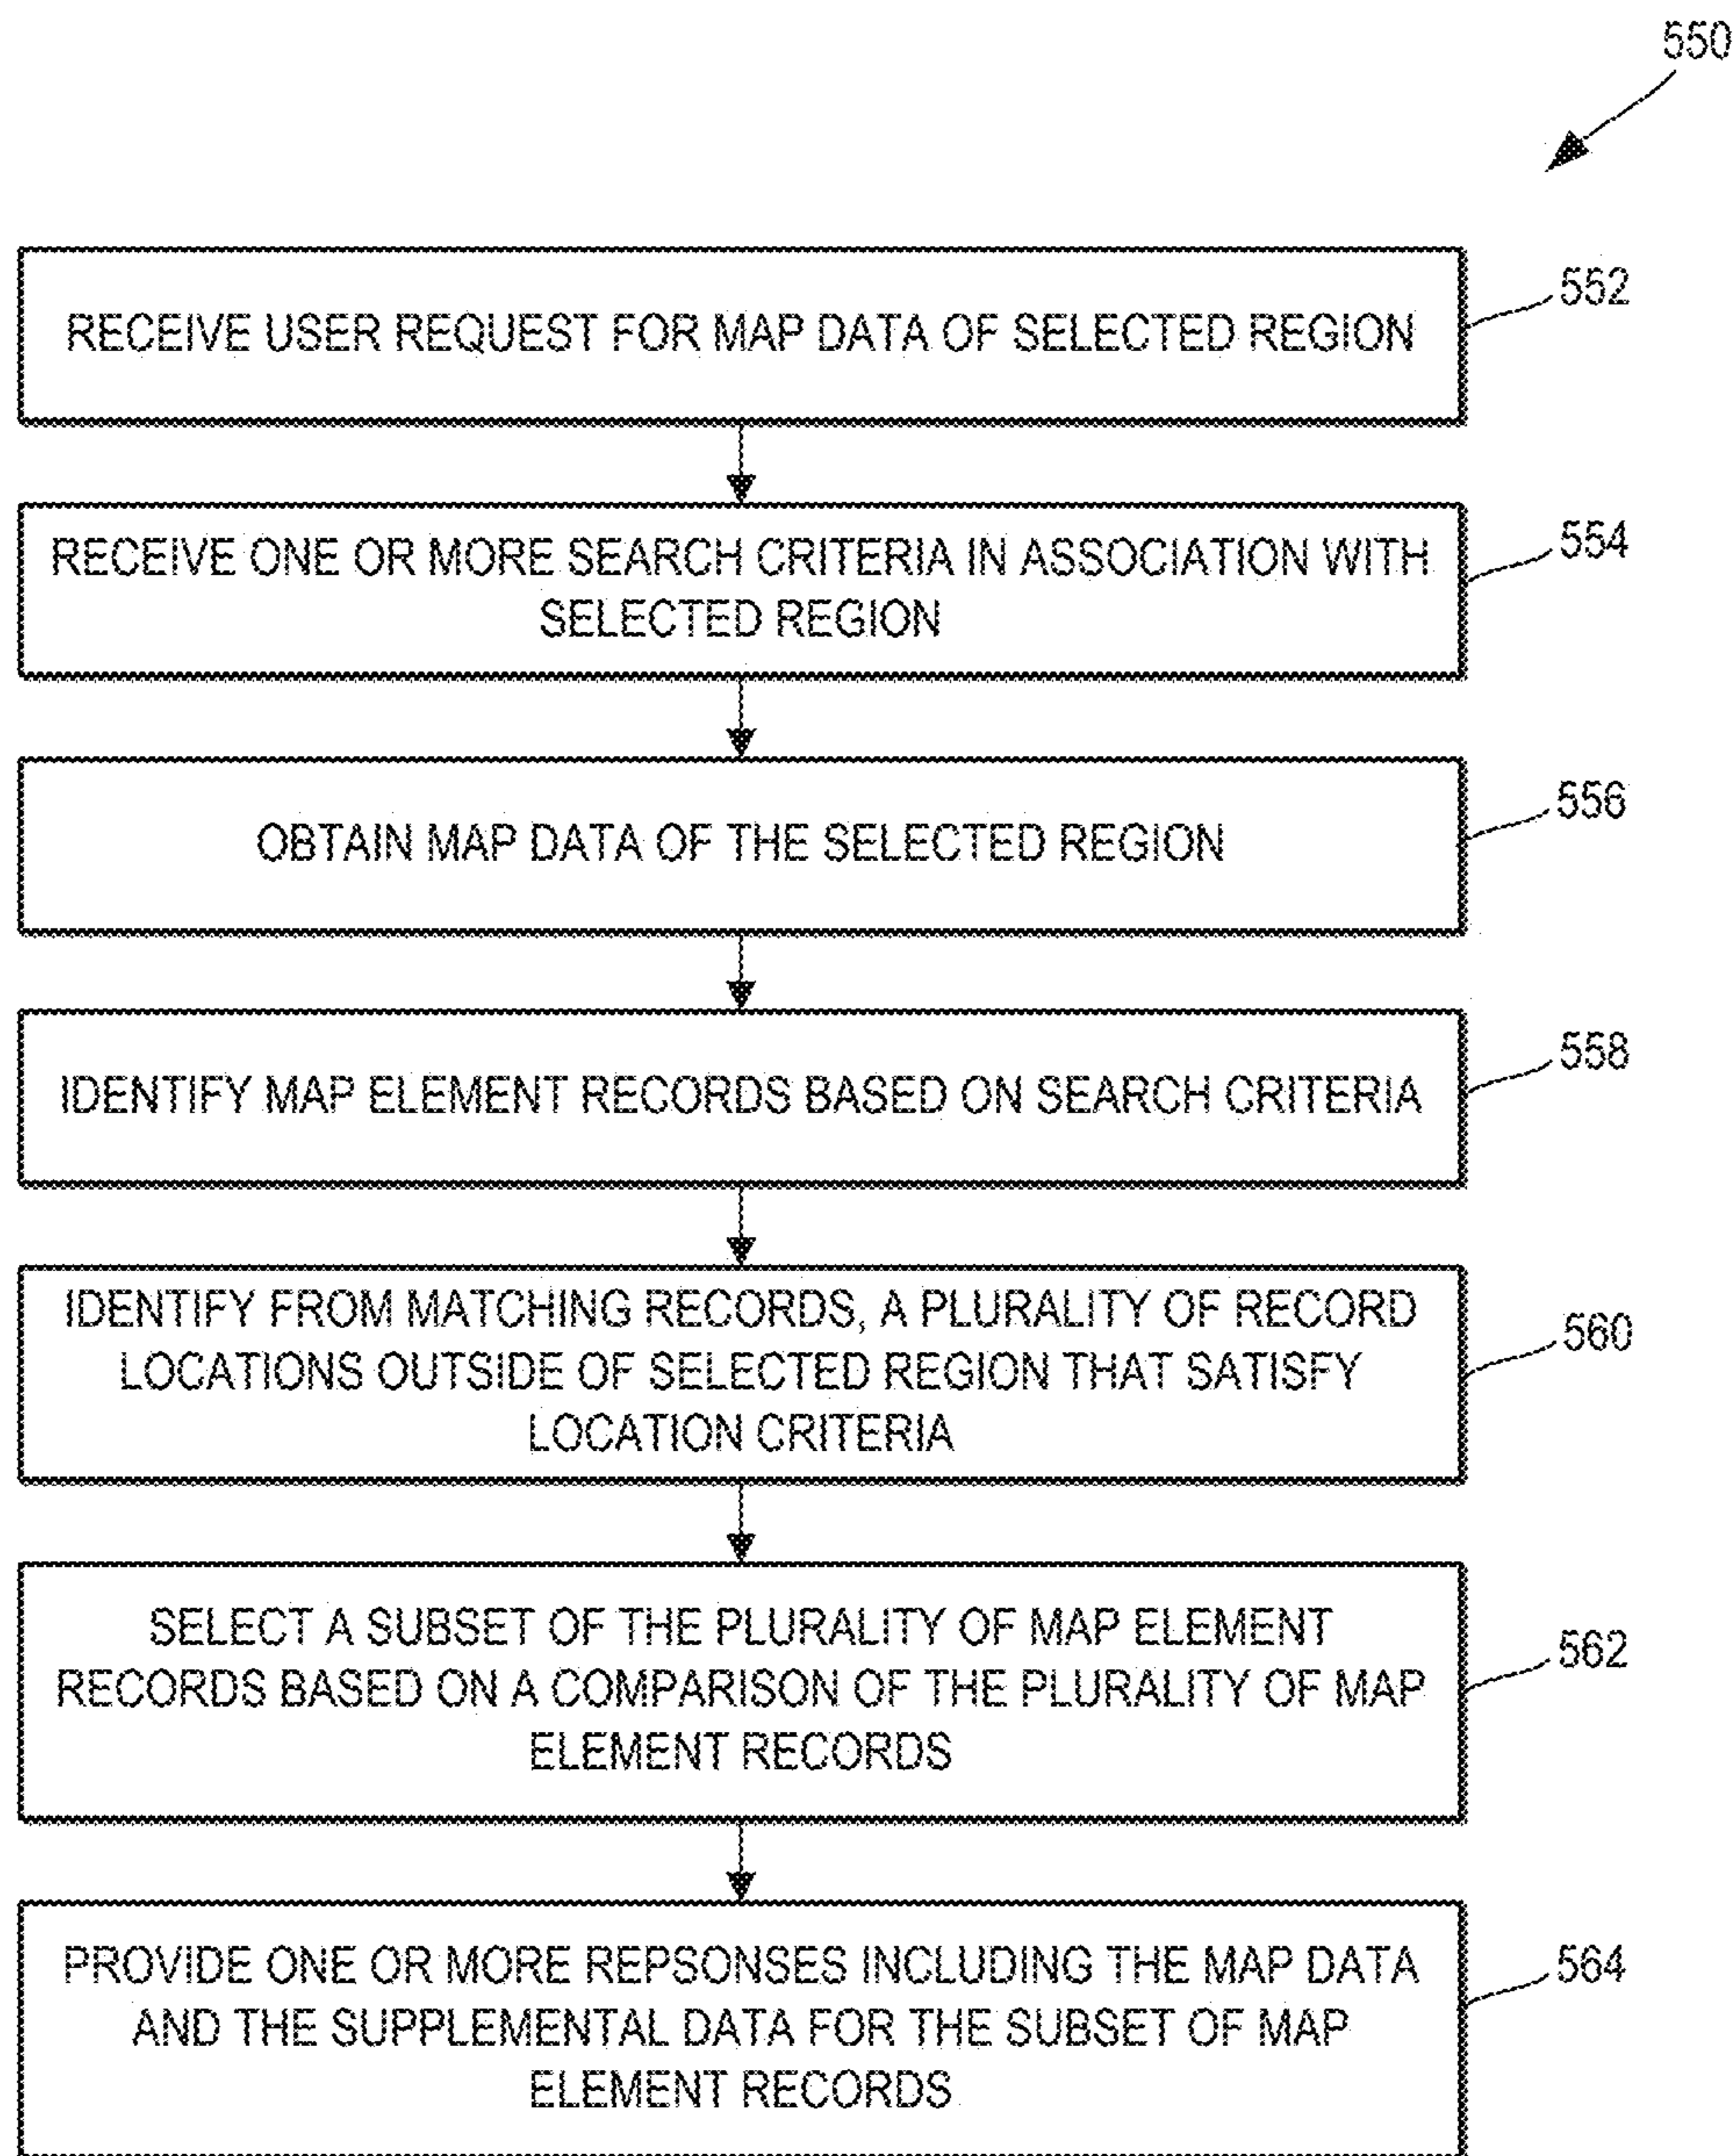 550
RECEIVE USER REQUEST FOR MAP DATA OF SELECTED REGION
552
RECEIVE ONE OR MORE SEARCH CRITERIA IN ASSOCIATION WITH
SELECTED REGION
554
OBTAIN MAP DATA OF THE SELECTED REGION
556
IDENTIFY MAP ELEMENT RECORDS BASED ON SEARCH CRITERIA
558
IDENTIFY FROM MATCHING RECORDS, A PLURALITY OF RECORD
LOCATIONS OUTSIDE OF SELECTED REGION THAT SATISFY
LOCATION CRITERIA
560
SELECT A SUBSET OF THE PLURALITY OF MAP ELEMENT
RECORDS BASED ON A COMPARISON OF THE PLURALITY OF MAP
ELEMENT RECORDS
562
PROVIDE ONE OR MORE REPSONSES INCLUDING THE MAP DATA
AND THE SUPPLEMENTAL DATA FOR THE SUBSET OF MAP
ELEMENT RECORDS
564